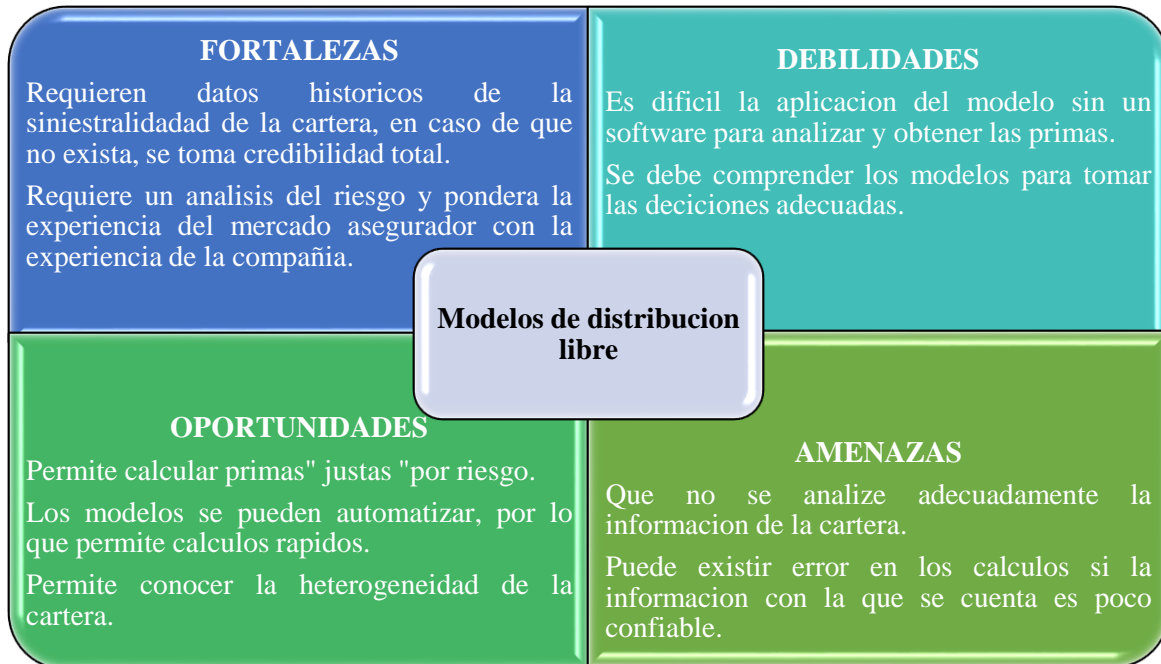 FORTALEZAS
Requieren datos historicos de la
siniestralidadad de la cartera, en caso de que
no exista, se toma credibilidad total.
Requiere un analisis del riesgo y pondera la
experiencia del mercado asegurador con la
experiencia de la compañia.
DEBILIDADES
Es dificil la aplicacion del modelo sin un
software para analizar y obtener las primas.
Se debe comprender los modelos para tomar
las deciciones adecuadas.
Modelos de distribucion
libre
OPORTUNIDADES
Permite calcular primas" justas "por riesgo.
Los modelos se pueden automatizar, por lo
que permite calculos rapidos.
Permite conocer la heterogeneidad de la
cartera.
AMENAZAS
Que no se analize adecuadamente la
informacion de la cartera.
Puede existir error en los calculos si la
informacion con la que se cuenta es poco
confiable.